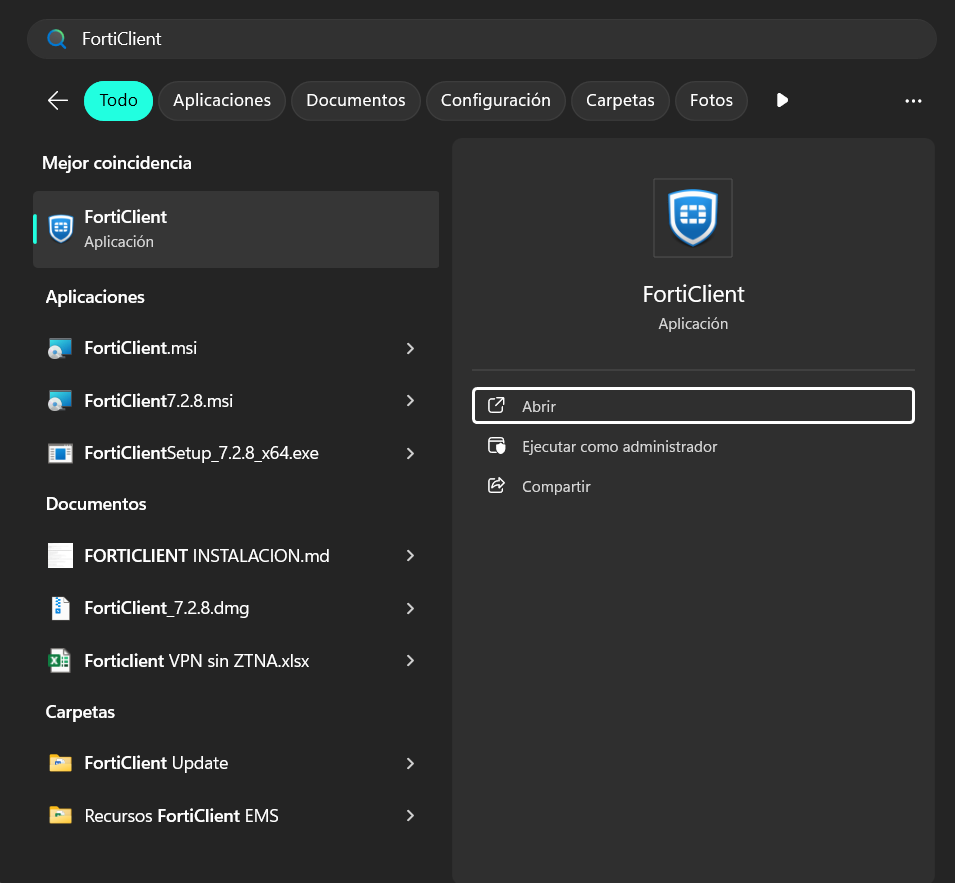 FortiClient
Todo
Aplicaciones
Documentos
Configuración
Carpetas
Fotos
Mejor coincidencia
FortiClient
Aplicación
Aplicaciones
FortiClient.msi
FortiClient7.2.8.msi
FortiClientSetup_7.2.8_x64.exe
Documentos
FORTICLIENT INSTALACION.md
FortiClient_7.2.8.dmg
Forticlient VPN sin ZTNA.xlsx
Carpetas
FortiClient Update
Recursos FortiClient EMS
FortiClient
Aplicación
Abrir
Ejecutar como administrador
Compartir